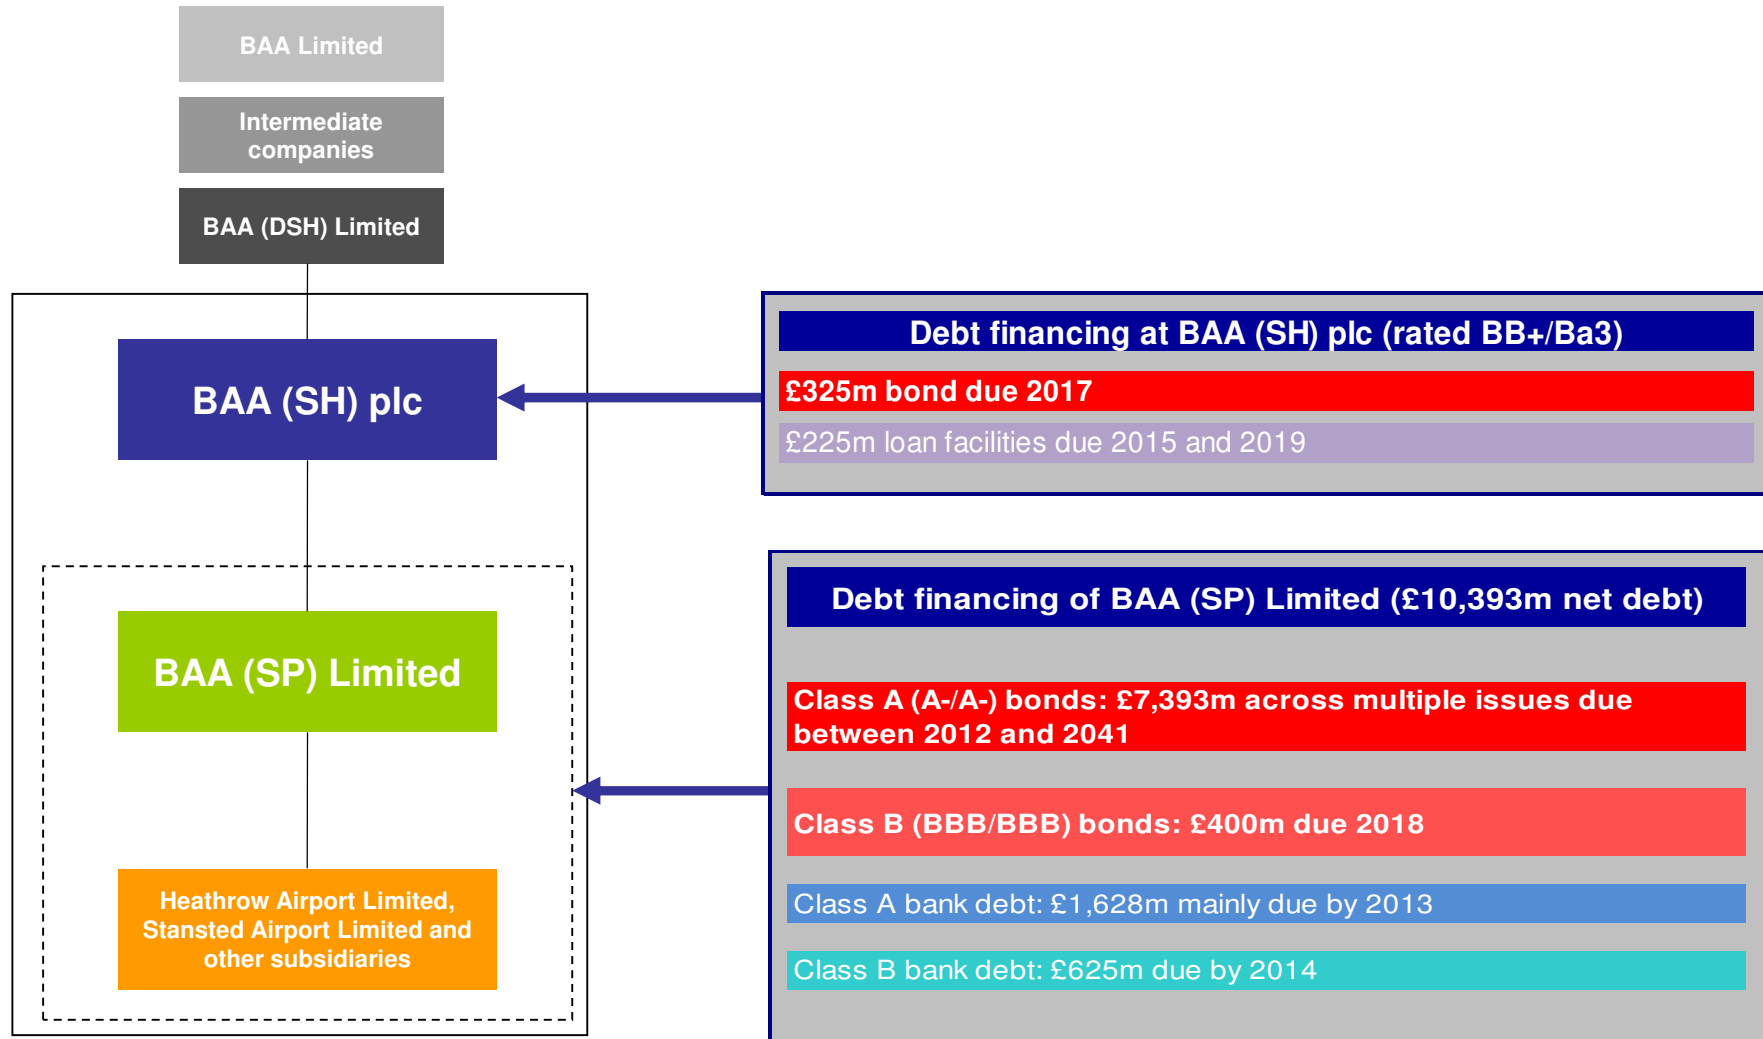 BAA Limited
Intermediate
companies
BAA (DSH) Limited
BAA (SH) plc
BAA (SP) Limited
Heathrow Airport Limited,
Stansted Airport Limited and
other subsidiaries
Debt financing at BAA (SH) plc (rated BB+/Ba3)
£325m bond due 2017
£225m loan facilities due 2015 and 2019
Debt financing of BAA (SP) Limited (£10,393m net debt)
Class A (A-/A-) bonds: £7,393m across multiple issues due
between 2012 and 2041
Class B (BBB/BBB) bonds: £400m due 2018
Class A bank debt: £1,628m mainly due by 2013
Class B bank debt: £625m due by 2014